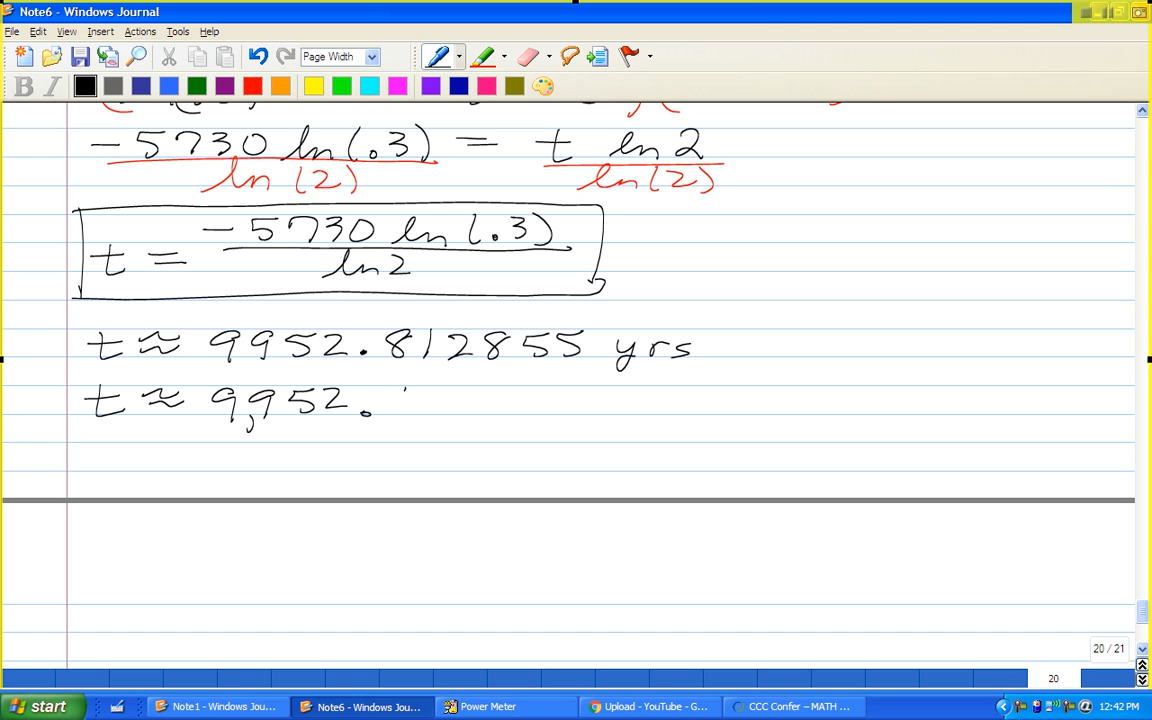 Note6 - Windows Journal
File Edit View Insert Actions Tools Help
Page Width
B I
-5730 ln(.3) = t ln 2
ln (2) ln(2)
t = -5730 ln (.3)
ln 2
t ≈ 9952.812855 yrs
t ≈ 9,952.
20 / 21
20
start Note1 - Windows Jou... Note6 - Windows Jou... Power Meter Upload - YouTube - G... CCC Confer -- MATH ... 12:42 PM